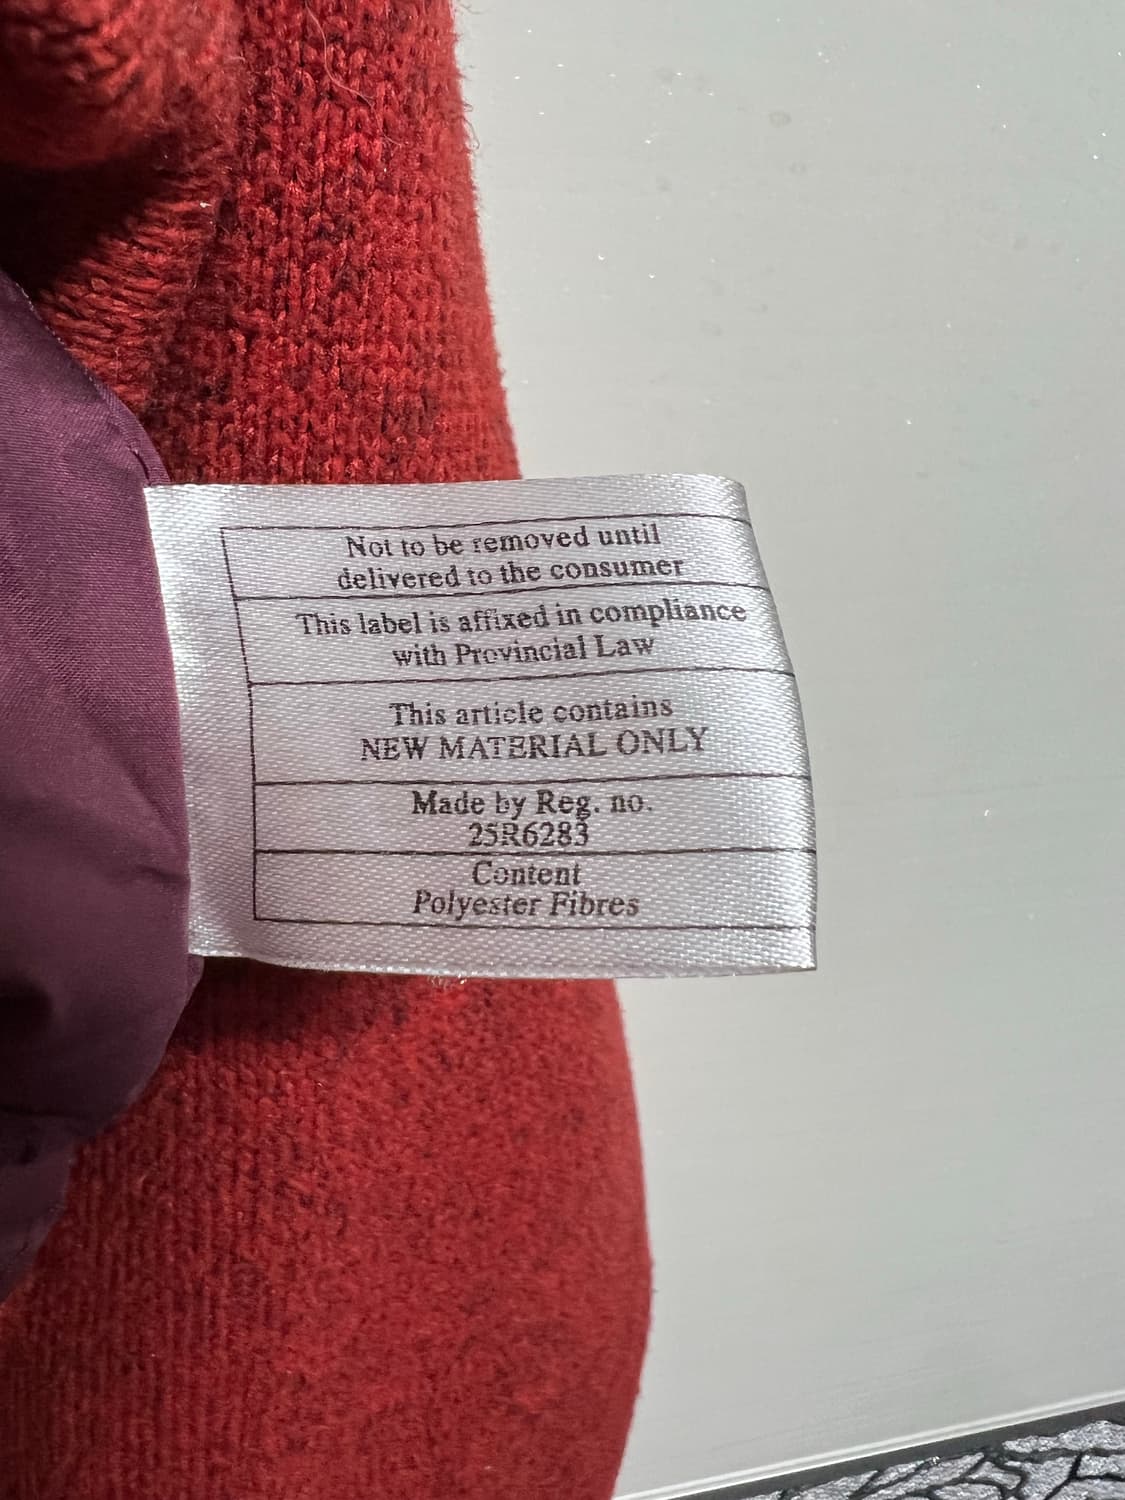 Not to be removed until
delivered to the consumer
This label is affixed in compliance
with Provincial Law
This article contains
NEW MATERIAL ONLY
Made by Reg. no.
25R6283
Content
Polyester Fibres